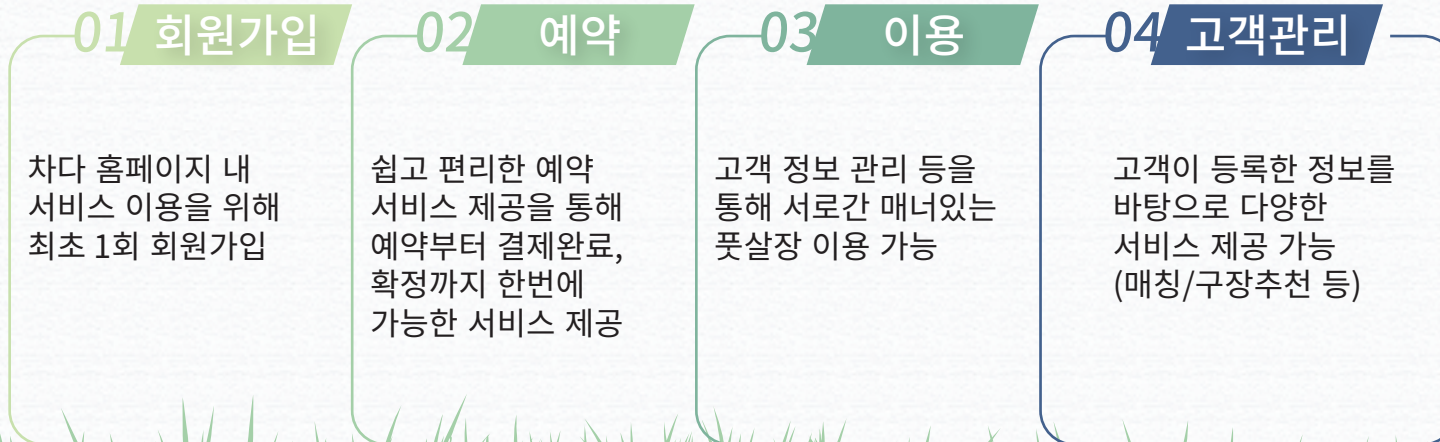 01 회원가입
차다 홈페이지 내
서비스 이용을 위해
최초 1회 회원가입
02 예약
쉽고 편리한 예약
서비스 제공을 통해
예약부터 결제완료,
확정까지 한번에
가능한 서비스 제공
03 이용
고객 정보 관리 등을
통해 서로간 매너있는
풋살장 이용 가능
04 고객관리
고객이 등록한 정보를
바탕으로 다양한
서비스 제공 가능
(매칭/구장추천 등)